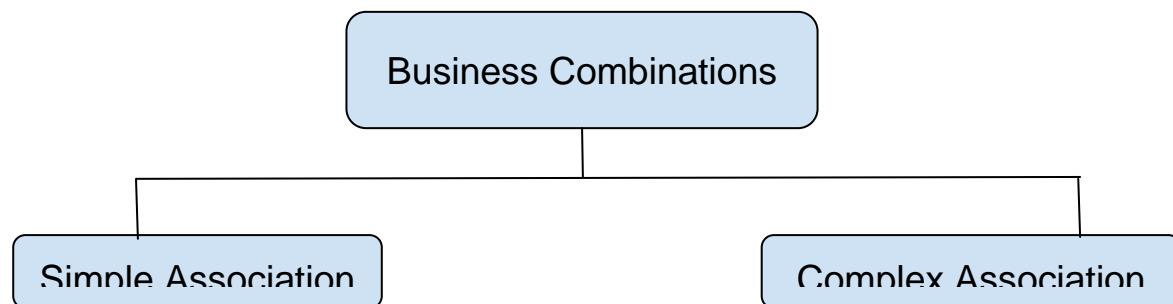 Business Combinations
Simple Association
Complex Association